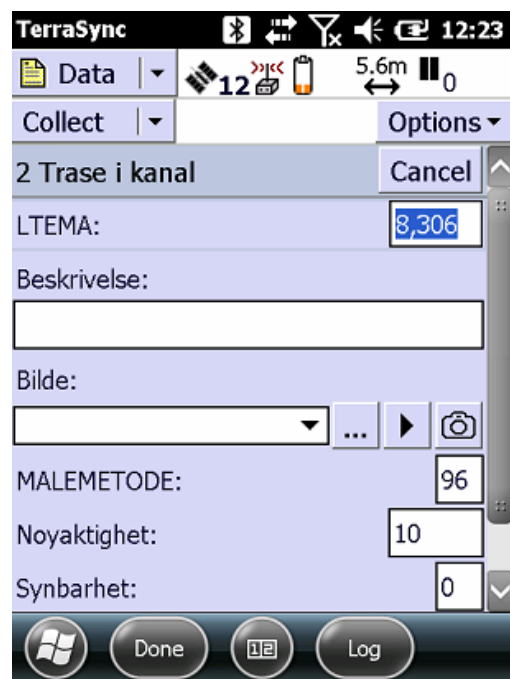 TerraSync 12:23
Data 12 5.6m 0
Collect Options
2 Trase i kanal Cancel
LTEMA: 8,306
Beskrivelse:
Bilde:
...
MALEMETODE: 96
Noyaktighet: 10
Synbarhet: 0
Done 12 Log